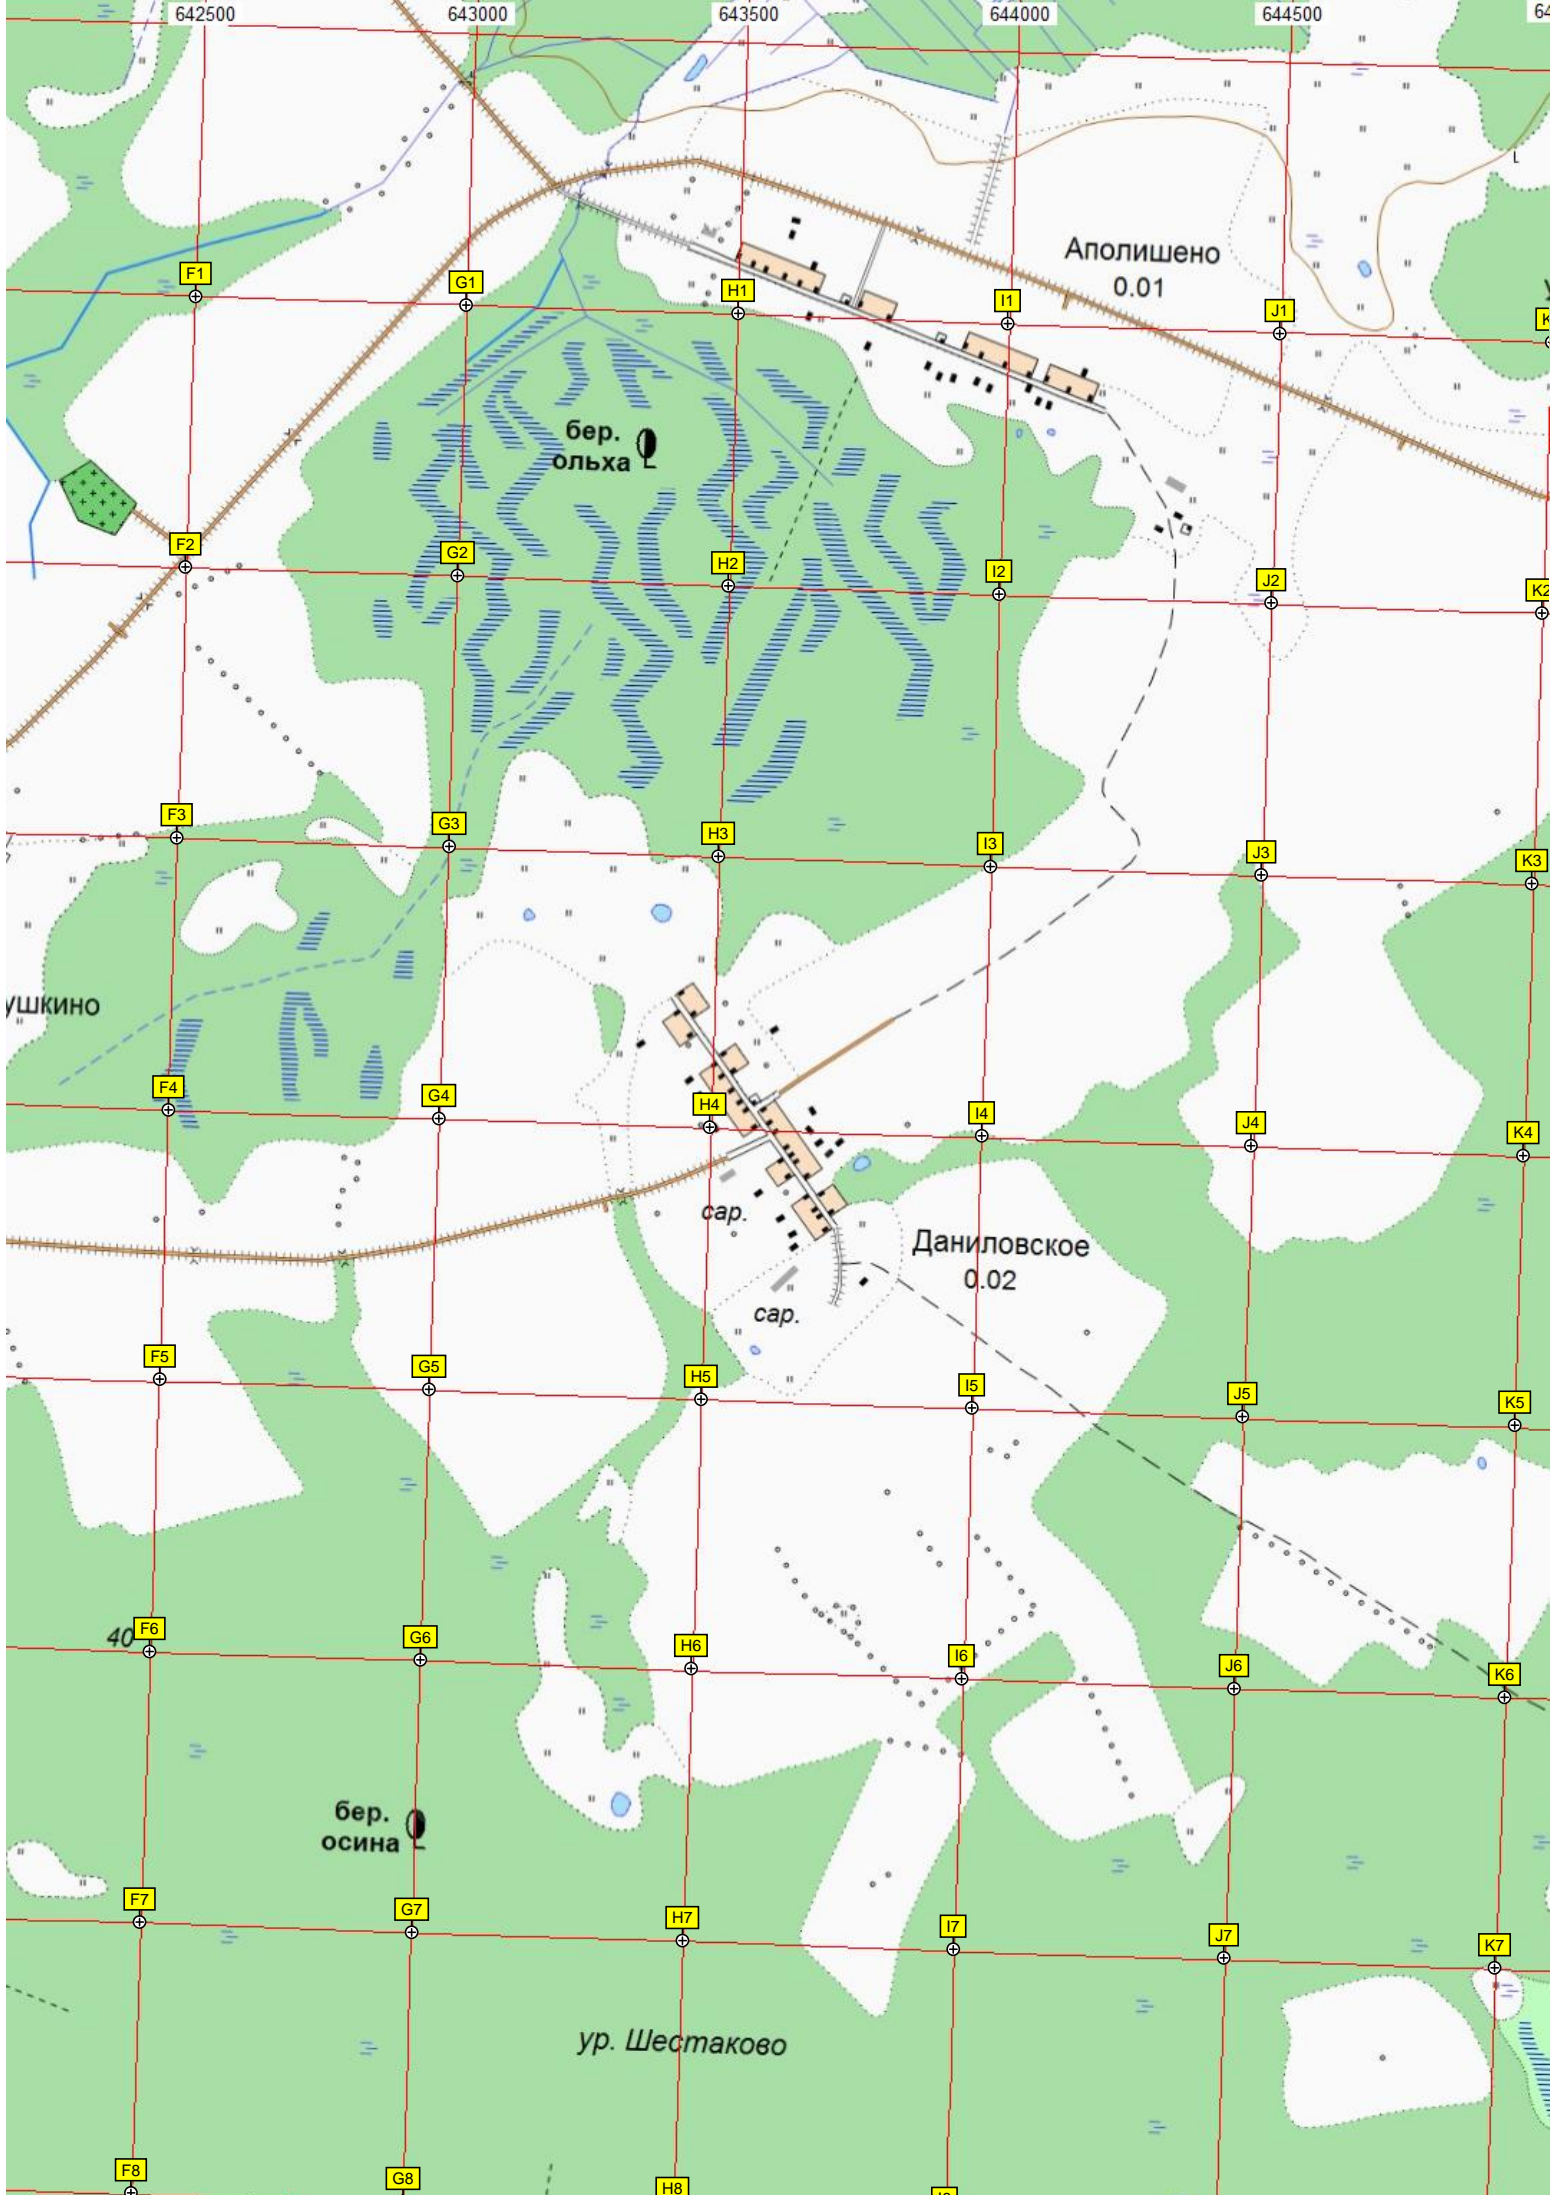 642500 643000 643500 644000 644500 64
Аполишено
0.01
F1 G1 H1 I1 J1 K
бер.
ольха
F2 G2 H2 I2 J2 K2
F3 G3 H3 I3 J3 K3
ушкино
F4 G4 H4 I4 J4 K4
сар.
Даниловское
0.02
сар.
F5 G5 H5 I5 J5 K5
40
F6 G6 H6 I6 J6 K6
бер.
осина
F7 G7 H7 I7 J7 K7
ур. Шестаково
F8 G8 H8